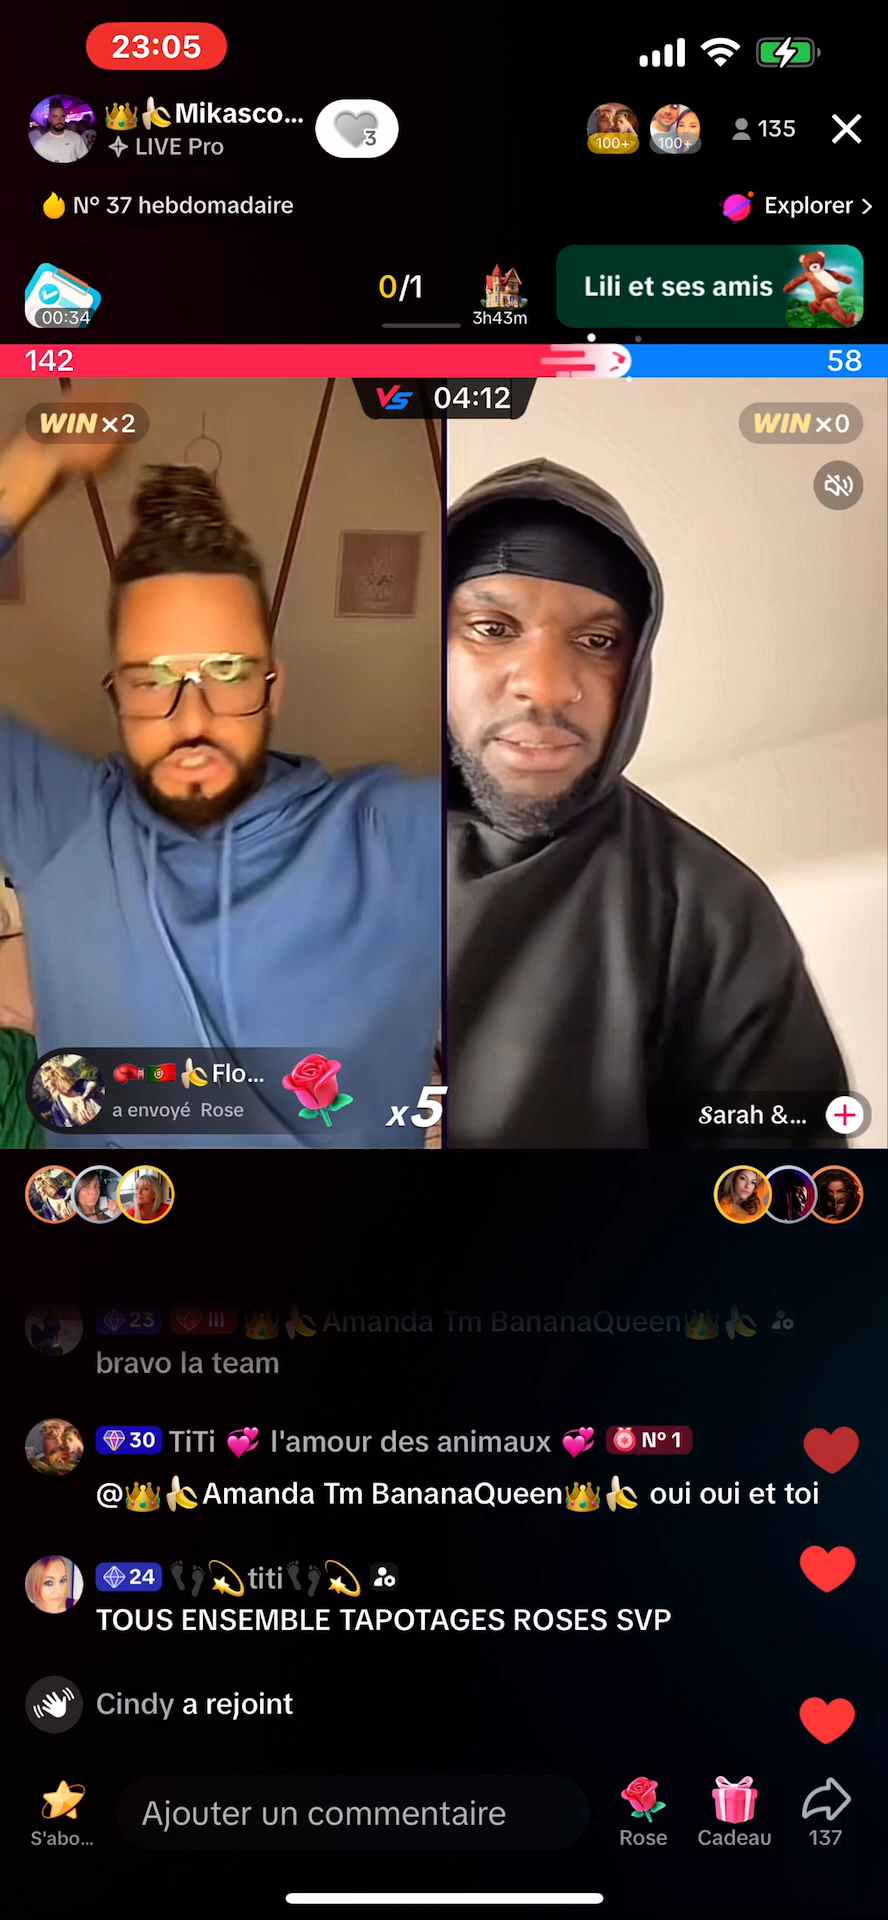 23:05
👑🍌Mikasco...
LIVE Pro
3
100+
100+
135
N° 37 hebdomadaire
Explorer >
00:34
0/1
3h43m
Lili et ses amis
142
58
VS 04:12
WIN x2
WIN x0
🥊🇵🇹🍌Flo...
a envoyé Rose
x5
Sarah &...
23 III 👑🍌Amanda Tm BananaQueen👑🍌
bravo la team
30 TiTi 💞 l'amour des animaux 💞 N° 1
@👑🍌Amanda Tm BananaQueen👑🍌 oui oui et toi
24 👣💫titi👣💫
TOUS ENSEMBLE TAPOTAGES ROSES SVP
Cindy a rejoint
S'abo...
Ajouter un commentaire
Rose
Cadeau
137